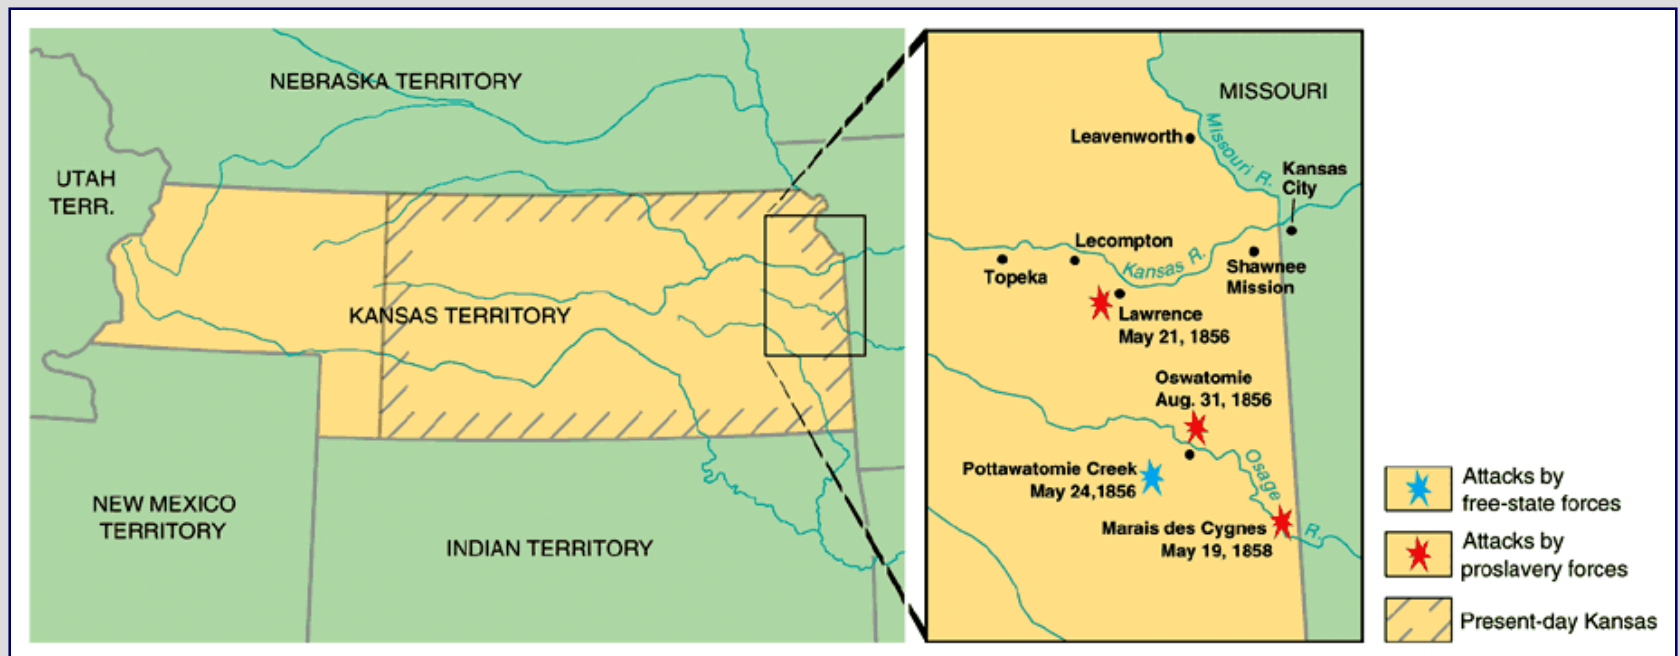 NEBRASKA TERRITORY
UTAH
TERR.
KANSAS TERRITORY
NEW MEXICO
TERRITORY
INDIAN TERRITORY
MISSOURI
Leavenworth
Missouri R.
Kansas
City
Lecompton
Kansas R.
Topeka
Shawnee
Mission
Lawrence
May 21, 1856
Oswatomie
Aug. 31, 1856
Pottawatomie Creek
May 24,1856
Osage
R.
Marais des Cygnes
May 19, 1858
Attacks by
free-state forces
Attacks by
proslavery forces
Present-day Kansas